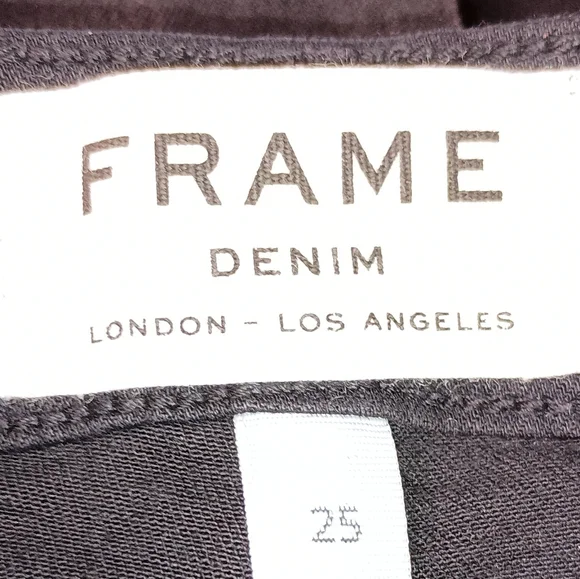 FRAME
DENIM
LONDON - LOS ANGELES
25